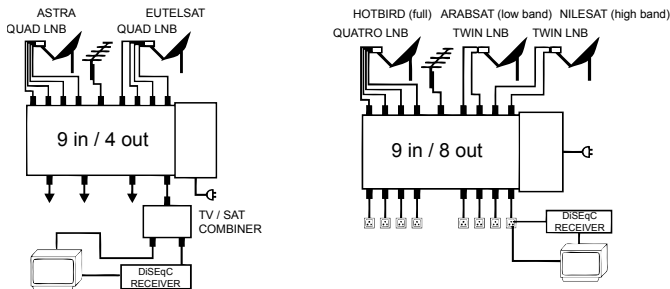 ASTRA
QUAD LNB
EUTELSAT
QUAD LNB
9 in / 4 out
TV / SAT
COMBINER
DiSEqC
RECEIVER
HOTBIRD (full)
QUATRO LNB
ARABSAT (low band)
TWIN LNB
NILESAT (high band)
TWIN LNB
9 in / 8 out
DiSEqC
RECEIVER